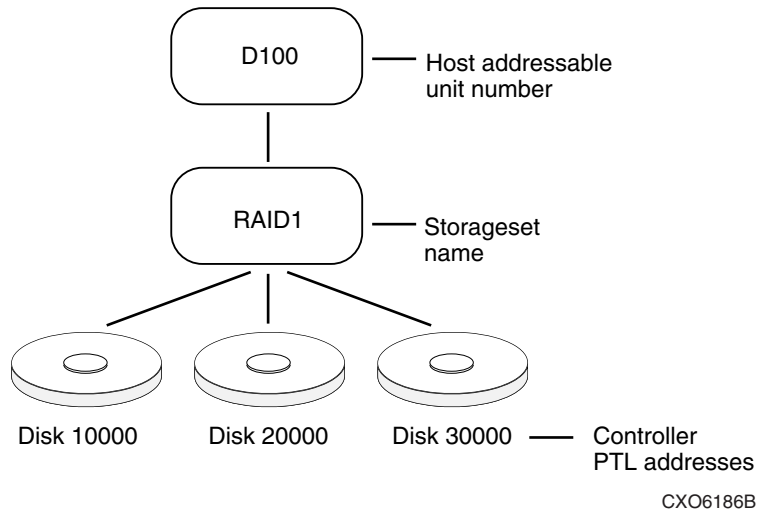 D100
Host addressable
unit number
RAID1
Storageset
name
Disk 10000
Disk 20000
Disk 30000
Controller
PTL addresses
CXO6186B